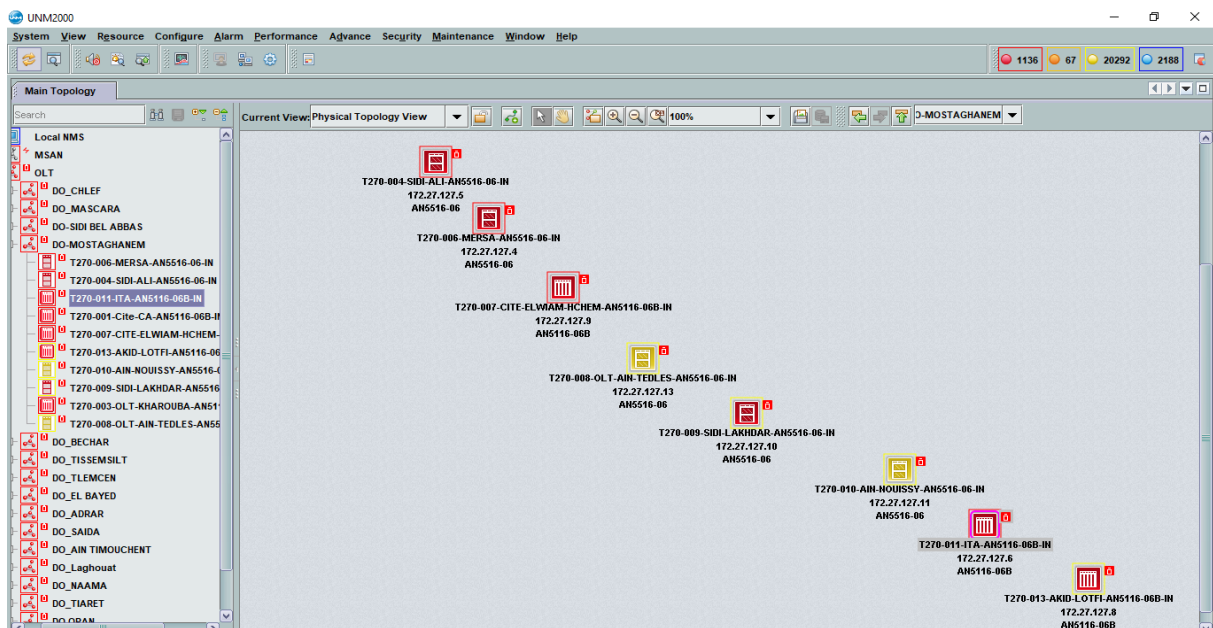 UNM2000
System View Resource Configure Alarm Performance Advance Security Maintenance Window Help
1136 67 20292 2188
Main Topology
Search
Current View: Physical Topology View 100% D-MOSTAGHANEM
Local NMS
MSAN
OLT
DO_CHLEF
DO_MASCARA
DO-SIDI BEL ABBAS
DO-MOSTAGHANEM
T270-006-MERSA-AN5516-06-IN
T270-004-SIDI-ALI-AN5516-06-IN
T270-011-ITA-AN5116-06B-IN
T270-001-Cite-CA-AN5116-06B-I
T270-007-CITE-ELWIAM-HCHEM-
T270-013-AKID-LOTFI-AN5116-06
T270-010-AIN-NOUISSY-AN5516-
T270-009-SIDI-LAKHDAR-AN5516
T270-003-OLT-KHAROUBA-AN51
T270-008-OLT-AIN-TEDLES-AN55
DO_BECHAR
DO_TISSEMSILT
DO_TLEMCEN
DO_EL BAYED
DO_ADRAR
DO_SAIDA
DO_AIN TIMOUCHENT
DO_Laghouat
DO_NAAMA
DO_TIARET
DO_ORAN
T270-004-SIDI-ALI-AN5516-06-IN
172.27.127.5
AN5516-06
T270-006-MERSA-AN5516-06-IN
172.27.127.4
AN5516-06
T270-007-CITE-ELWIAM-HCHEM-AN5116-06B-IN
172.27.127.9
AN5116-06B
T270-008-OLT-AIN-TEDLES-AN5516-06-IN
172.27.127.13
AN5516-06
T270-009-SIDI-LAKHDAR-AN5516-06-IN
172.27.127.10
AN5516-06
T270-010-AIN-NOUISSY-AN5516-06-IN
172.27.127.11
AN5516-06
T270-011-ITA-AN5116-06B-IN
172.27.127.6
AN5116-06B
T270-013-AKID-LOTFI-AN5116-06B-IN
172.27.127.8
AN5116-06B